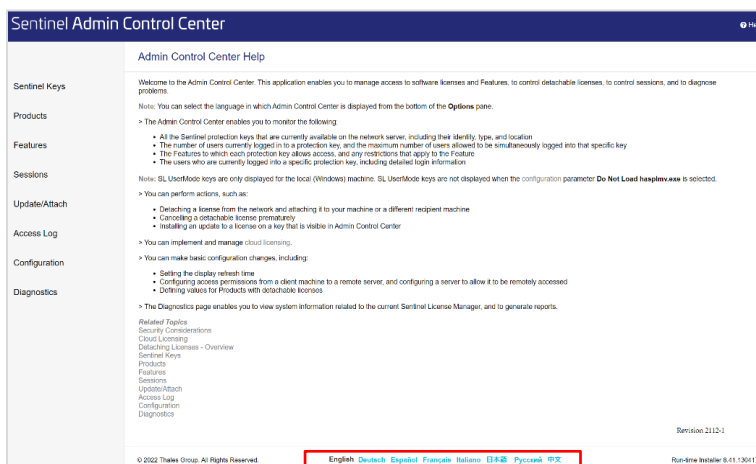 Sentinel Admin Control Center
Admin Control Center Help
Sentinel Keys
Products
Features
Sessions
Update/Attach
Access Log
Configuration
Diagnostics
Welcome to the Admin Control Center. This application enables you to manage access to software licenses and Features, to control detachable licenses, to control sessions, and to diagnose
problems.
Note: You can select the language in which Admin Control Center is displayed from the bottom of the Options pane.
> The Admin Control Center enables you to monitor the following:
• All the Sentinel protection keys that are currently available on the network server, including their identity, type, and location
• The number of users currently logged in to a protection key, and the maximum number of users allowed to be simultaneously logged into that specific key
• The Features to which each protection key allows access, and any restrictions that apply to the Feature
• The users who are currently logged into a specific protection key, including detailed login information
Note: SL UserMode keys are only displayed for the local (Windows) machine. SL UserMode keys are not displayed when the configuration parameter Do Not Load hasplmv.exe is selected.
> You can perform actions, such as:
• Detaching a license from the network and attaching it to your machine or a different recipient machine
• Cancelling a detachable license prematurely
• Installing an update to a license on a key that is visible in Admin Control Center
> You can implement and manage cloud licensing.
> You can make basic configuration changes, including:
• Setting the display refresh time
• Configuring access permissions from a client machine to a remote server, and configuring a server to allow it to be remotely accessed
• Defining values for Products with detachable licenses
> The Diagnostics page enables you to view system information related to the current Sentinel License Manager, and to generate reports.
Related Topics
Security Considerations
Cloud Licensing
Detaching Licenses - Overview
Sentinel Keys
Products
Features
Sessions
Update/Attach
Access Log
Configuration
Diagnostics
Revision 2112-1
© 2022 Thales Group. All Rights Reserved.
English Deutsch Español Français Italiano 日本語 Русский 中文
Run-time Installer 8.41.13041